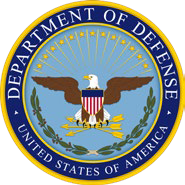 DEPARTMENT OF DEFENSE
UNITED STATES OF AMERICA